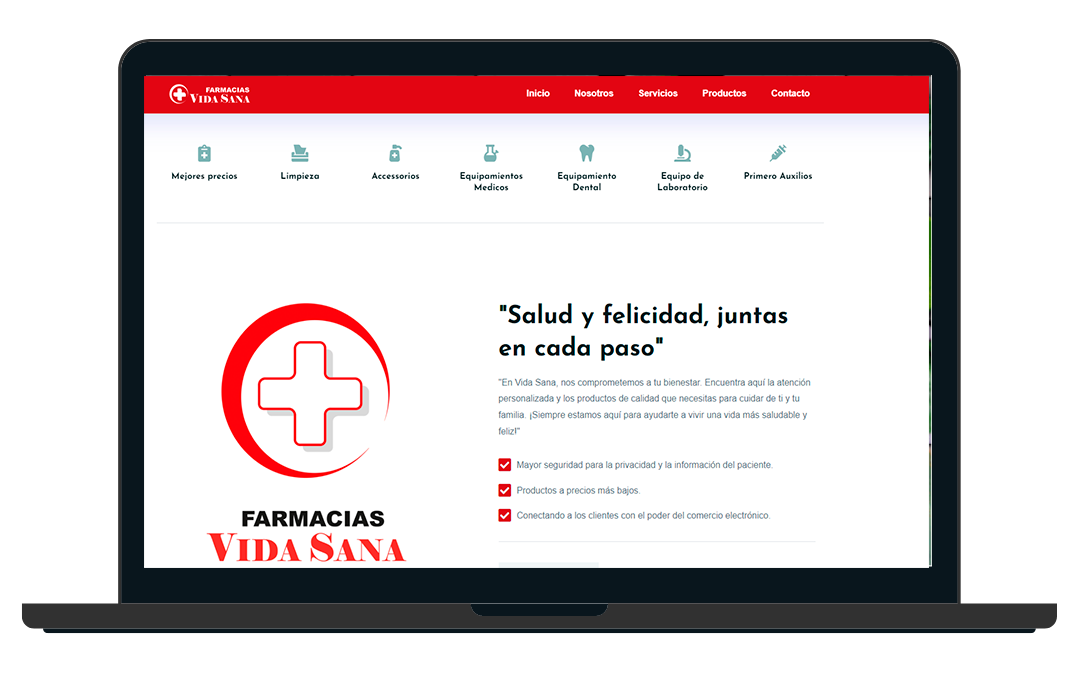 FARMACIAS
VIDA SANA
Inicio Nosotros Servicios Productos Contacto
Mejores precios
Limpieza
Accessorios
Equipamientos
Medicos
Equipamiento
Dental
Equipo de
Laboratorio
Primero Auxilios
"Salud y felicidad, juntas
en cada paso"
"En Vida Sana, nos comprometemos a tu bienestar. Encuentra aquí la atención
personalizada y los productos de calidad que necesitas para cuidar de ti y tu
familia. ¡Siempre estamos aquí para ayudarte a vivir una vida más saludable y
feliz!"
Mayor seguridad para la privacidad y la información del paciente.
Productos a precios más bajos.
Conectando a los clientes con el poder del comercio electrónico.
FARMACIAS
VIDA SANA